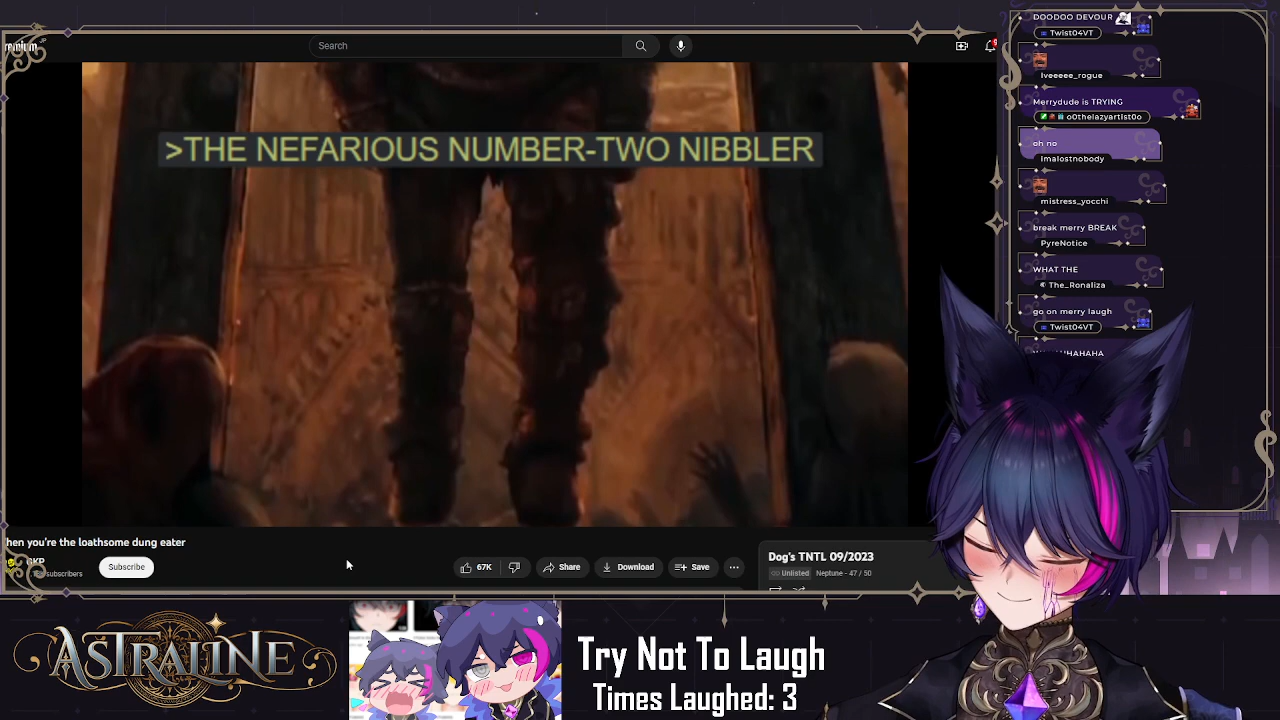 remium
JP
Search
>THE NEFARIOUS NUMBER-TWO NIBBLER
hen you're the loathsome dung eater
subscribers
Subscribe
67K
Share
Download
Save
Dog's TNTL 09/2023
Unlisted
Neptune - 47 / 50
DOODOO DEVOUR
Twist04VT
Iveeeee_rogue
Merrydude is TRYING
o0thelazyartist0o
oh no
Imalostnobody
mistress_yocchi
break merry BREAK
PyreNotice
WHAT THE
The_Ronaliza
go on merry laugh
Twist04VT
ASTRALINE
Try Not To Laugh
Times Laughed: 3